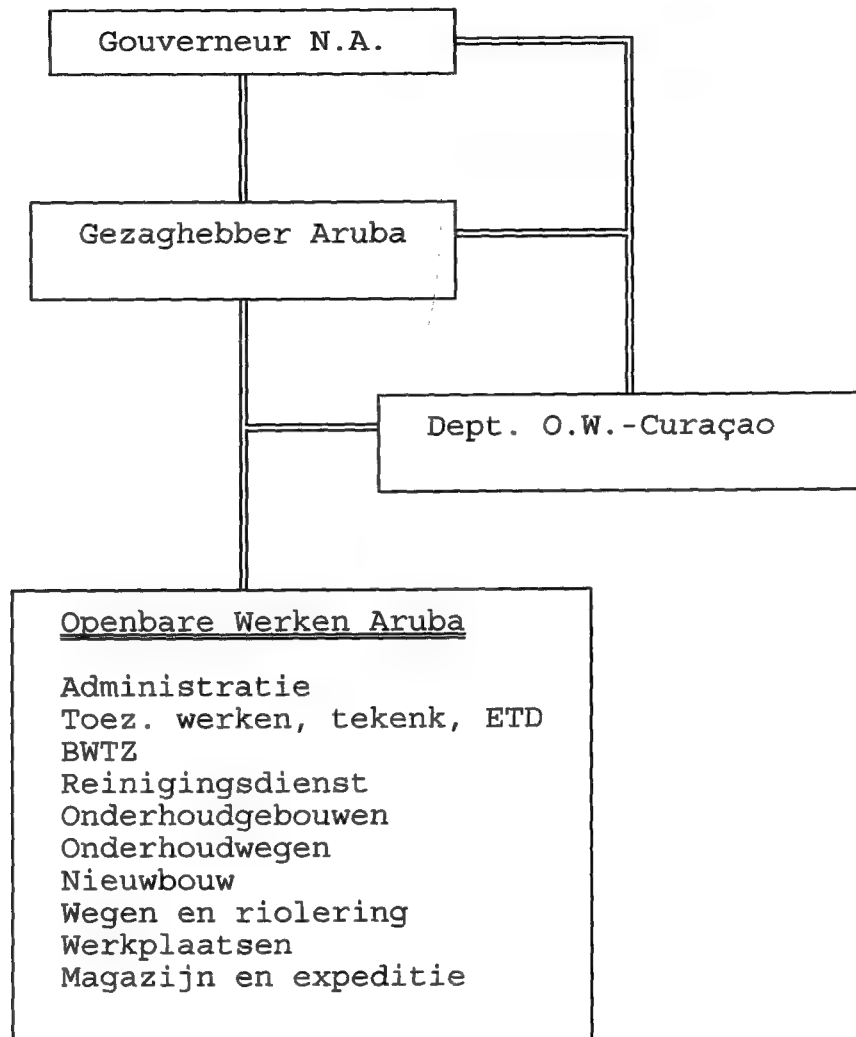 Gouverneur N.A.
Gezaghebber Aruba
Dept. O.W.-Curaçao
Openbare Werken Aruba
Administratie
Toez. werken, tekenk, ETD
BWTZ
Reinigingsdienst
Onderhoudgebouwen
Onderhoudwegen
Nieuwbouw
Wegen en riolering
Werkplaatsen
Magazijn en expeditie